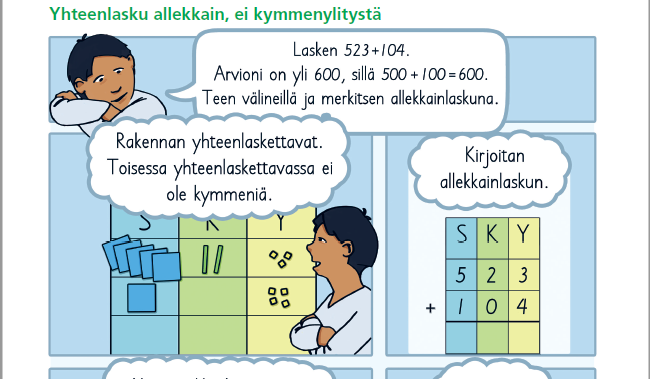 Yhteenlasku allekkain, ei kymmenylitystä
Lasken 523+104.
Arvioni on yli 600, sillä 500+100=600.
Teen välineillä ja merkitsen allekkainlaskuna.
Rakennan yhteenlaskettavat.
Toisessa yhteenlaskettavassa ei
ole kymmeniä.
S K Y
Kirjoitan
allekkainlaskun.
S K Y
5 2 3
+ 1 0 4